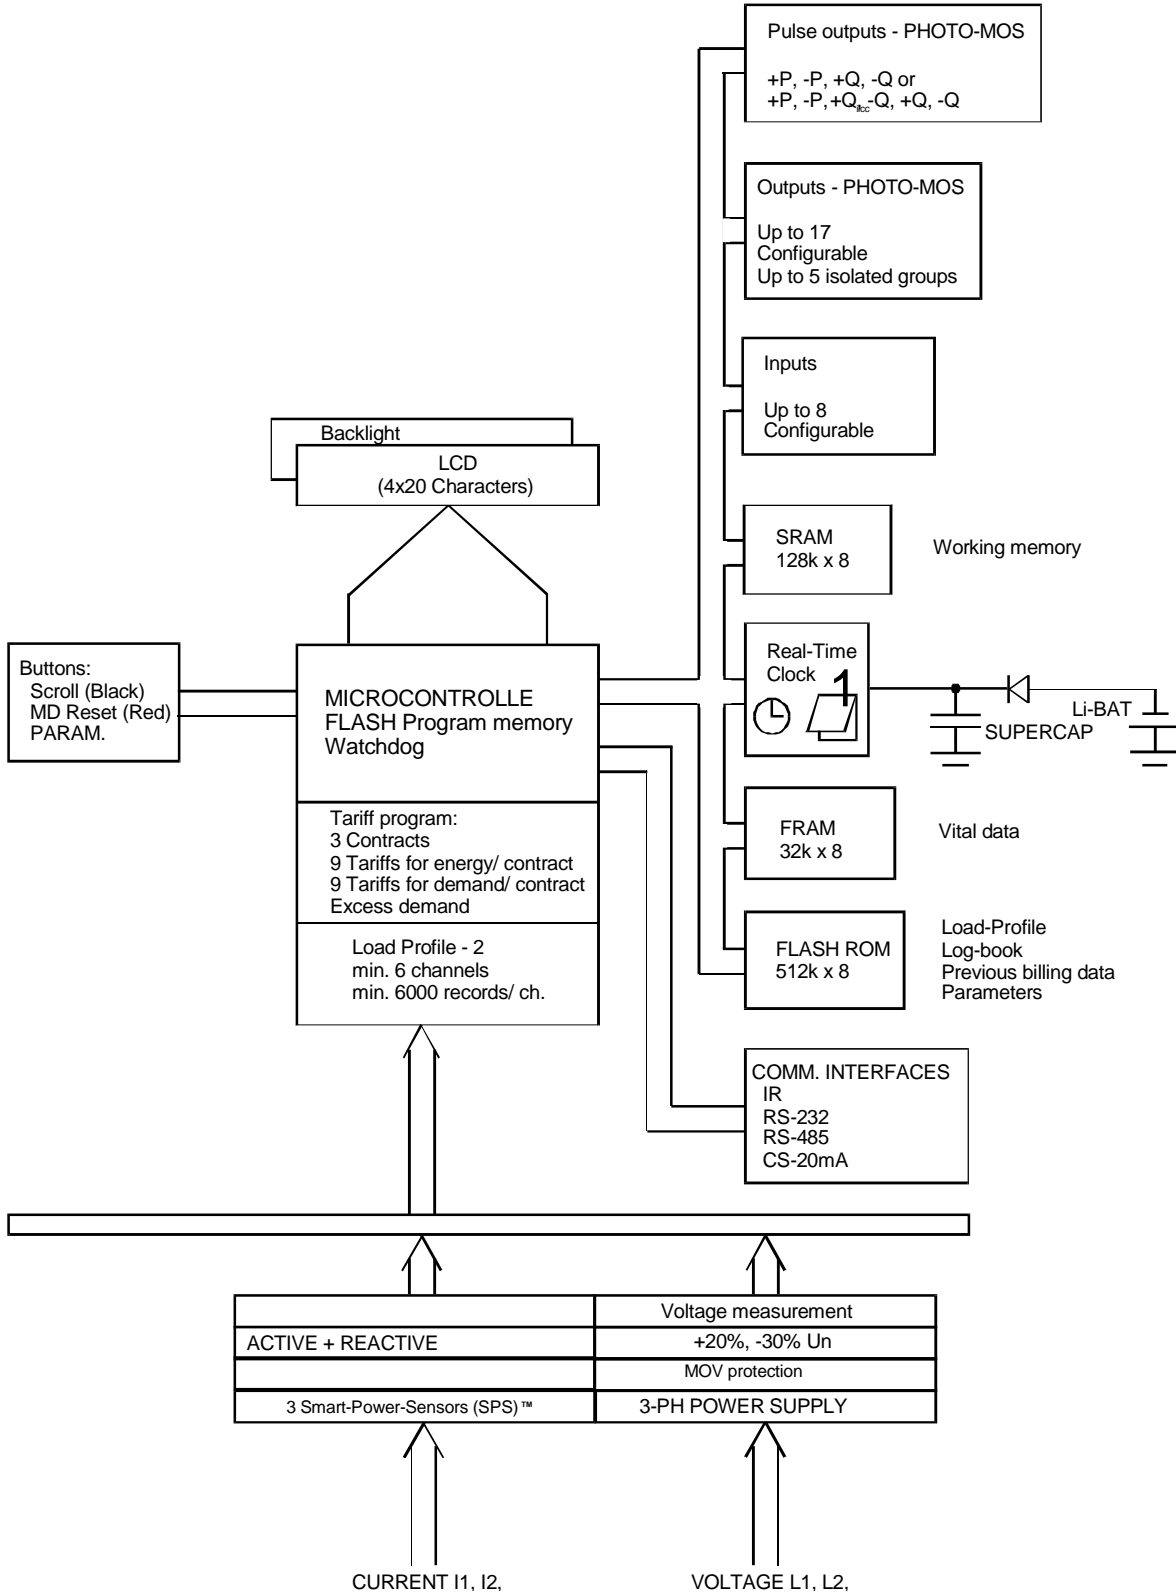 Pulse outputs - PHOTO-MOS
+P, -P, +Q, -Q or
+P, -P, +Q -Q, +Q, -Q
Outputs - PHOTO-MOS
Up to 17
Configurable
Up to 5 isolated groups
Inputs
Up to 8
Configurable
Backlight
LCD
(4x20 Characters)
SRAM
128k x 8
Working memory
Buttons:
Scroll (Black)
MD Reset (Red)
PARAM.
MICROCONTROLLE
FLASH Program memory
Watchdog
Real-Time
Clock
1
Li-BAT
SUPERCAP
Tariff program:
3 Contracts
9 Tariffs for energy/ contract
9 Tariffs for demand/ contract
Excess demand
FRAM
32k x 8
Vital data
Load Profile - 2
min. 6 channels
min. 6000 records/ ch.
FLASH ROM
512k x 8
Load-Profile
Log-book
Previous billing data
Parameters
COMM. INTERFACES
IR
RS-232
RS-485
CS-20mA
Voltage measurement
ACTIVE + REACTIVE
+20%, -30% Un
MOV protection
3 Smart-Power-Sensors (SPS)™
3-PH POWER SUPPLY
CURRENT I1, I2,
VOLTAGE L1, L2,